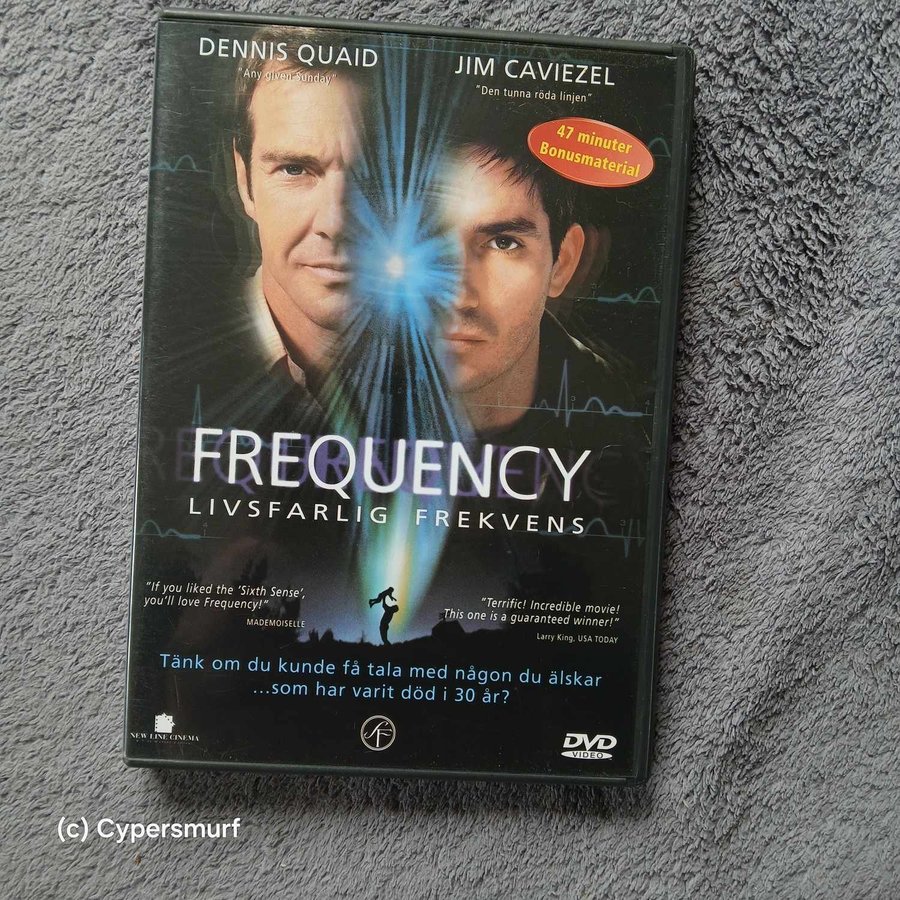 DENNIS QUAID
"Any given Sunday"
JIM CAVIEZEL
"Den tunna röda linjen"
47 minuter
Bonusmaterial
FREQUENCY
LIVSFARLIG FREKVENS
"If you liked the 'Sixth Sense',
you'll love Frequency!"
MADEMOISELLE
"Terrific! Incredible movie!
This one is a guaranteed winner!"
Larry King, USA TODAY
Tänk om du kunde få tala med någon du älskar
...som har varit död i 30 år?
NEW LINE CINEMA
SF
DVD
VIDEO
(c) Cypersmurf